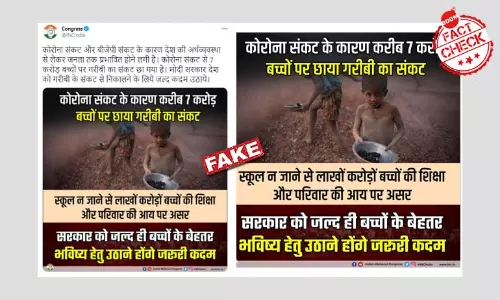 Congress
@INCIndia
कोरोना संकट और बीजेपी संकट के कारण देश की अर्थव्यवस्था
से लेकर जनता तक प्रभावित होने लगी है। कोरोना संकट से 7
करोड़ बच्चों पर गरीबी का संकट छा गया है। मोदी सरकार देश
को गरीबी के संकट से निकालने के लिये जल्द कदम उठाये।
कोरोना संकट के कारण करीब 7 करोड़
बच्चों पर छाया गरीबी का संकट
स्कूल न जाने से लाखों करोड़ों बच्चों की शिक्षा
और परिवार की आय पर असर
सरकार को जल्द ही बच्चों के बेहतर
भविष्य हेतु उठाने होंगे जरूरी कदम
FAKE
कोरोना संकट के कारण करीब 7 करोड़
बच्चों पर छाया गरीबी का संकट
स्कूल न जाने से लाखों करोड़ों बच्चों की शिक्षा
और परिवार की आय पर असर
सरकार को जल्द ही बच्चों के बेहतर
भविष्य हेतु उठाने होंगे जरूरी कदम
100%
FACT
CHECK